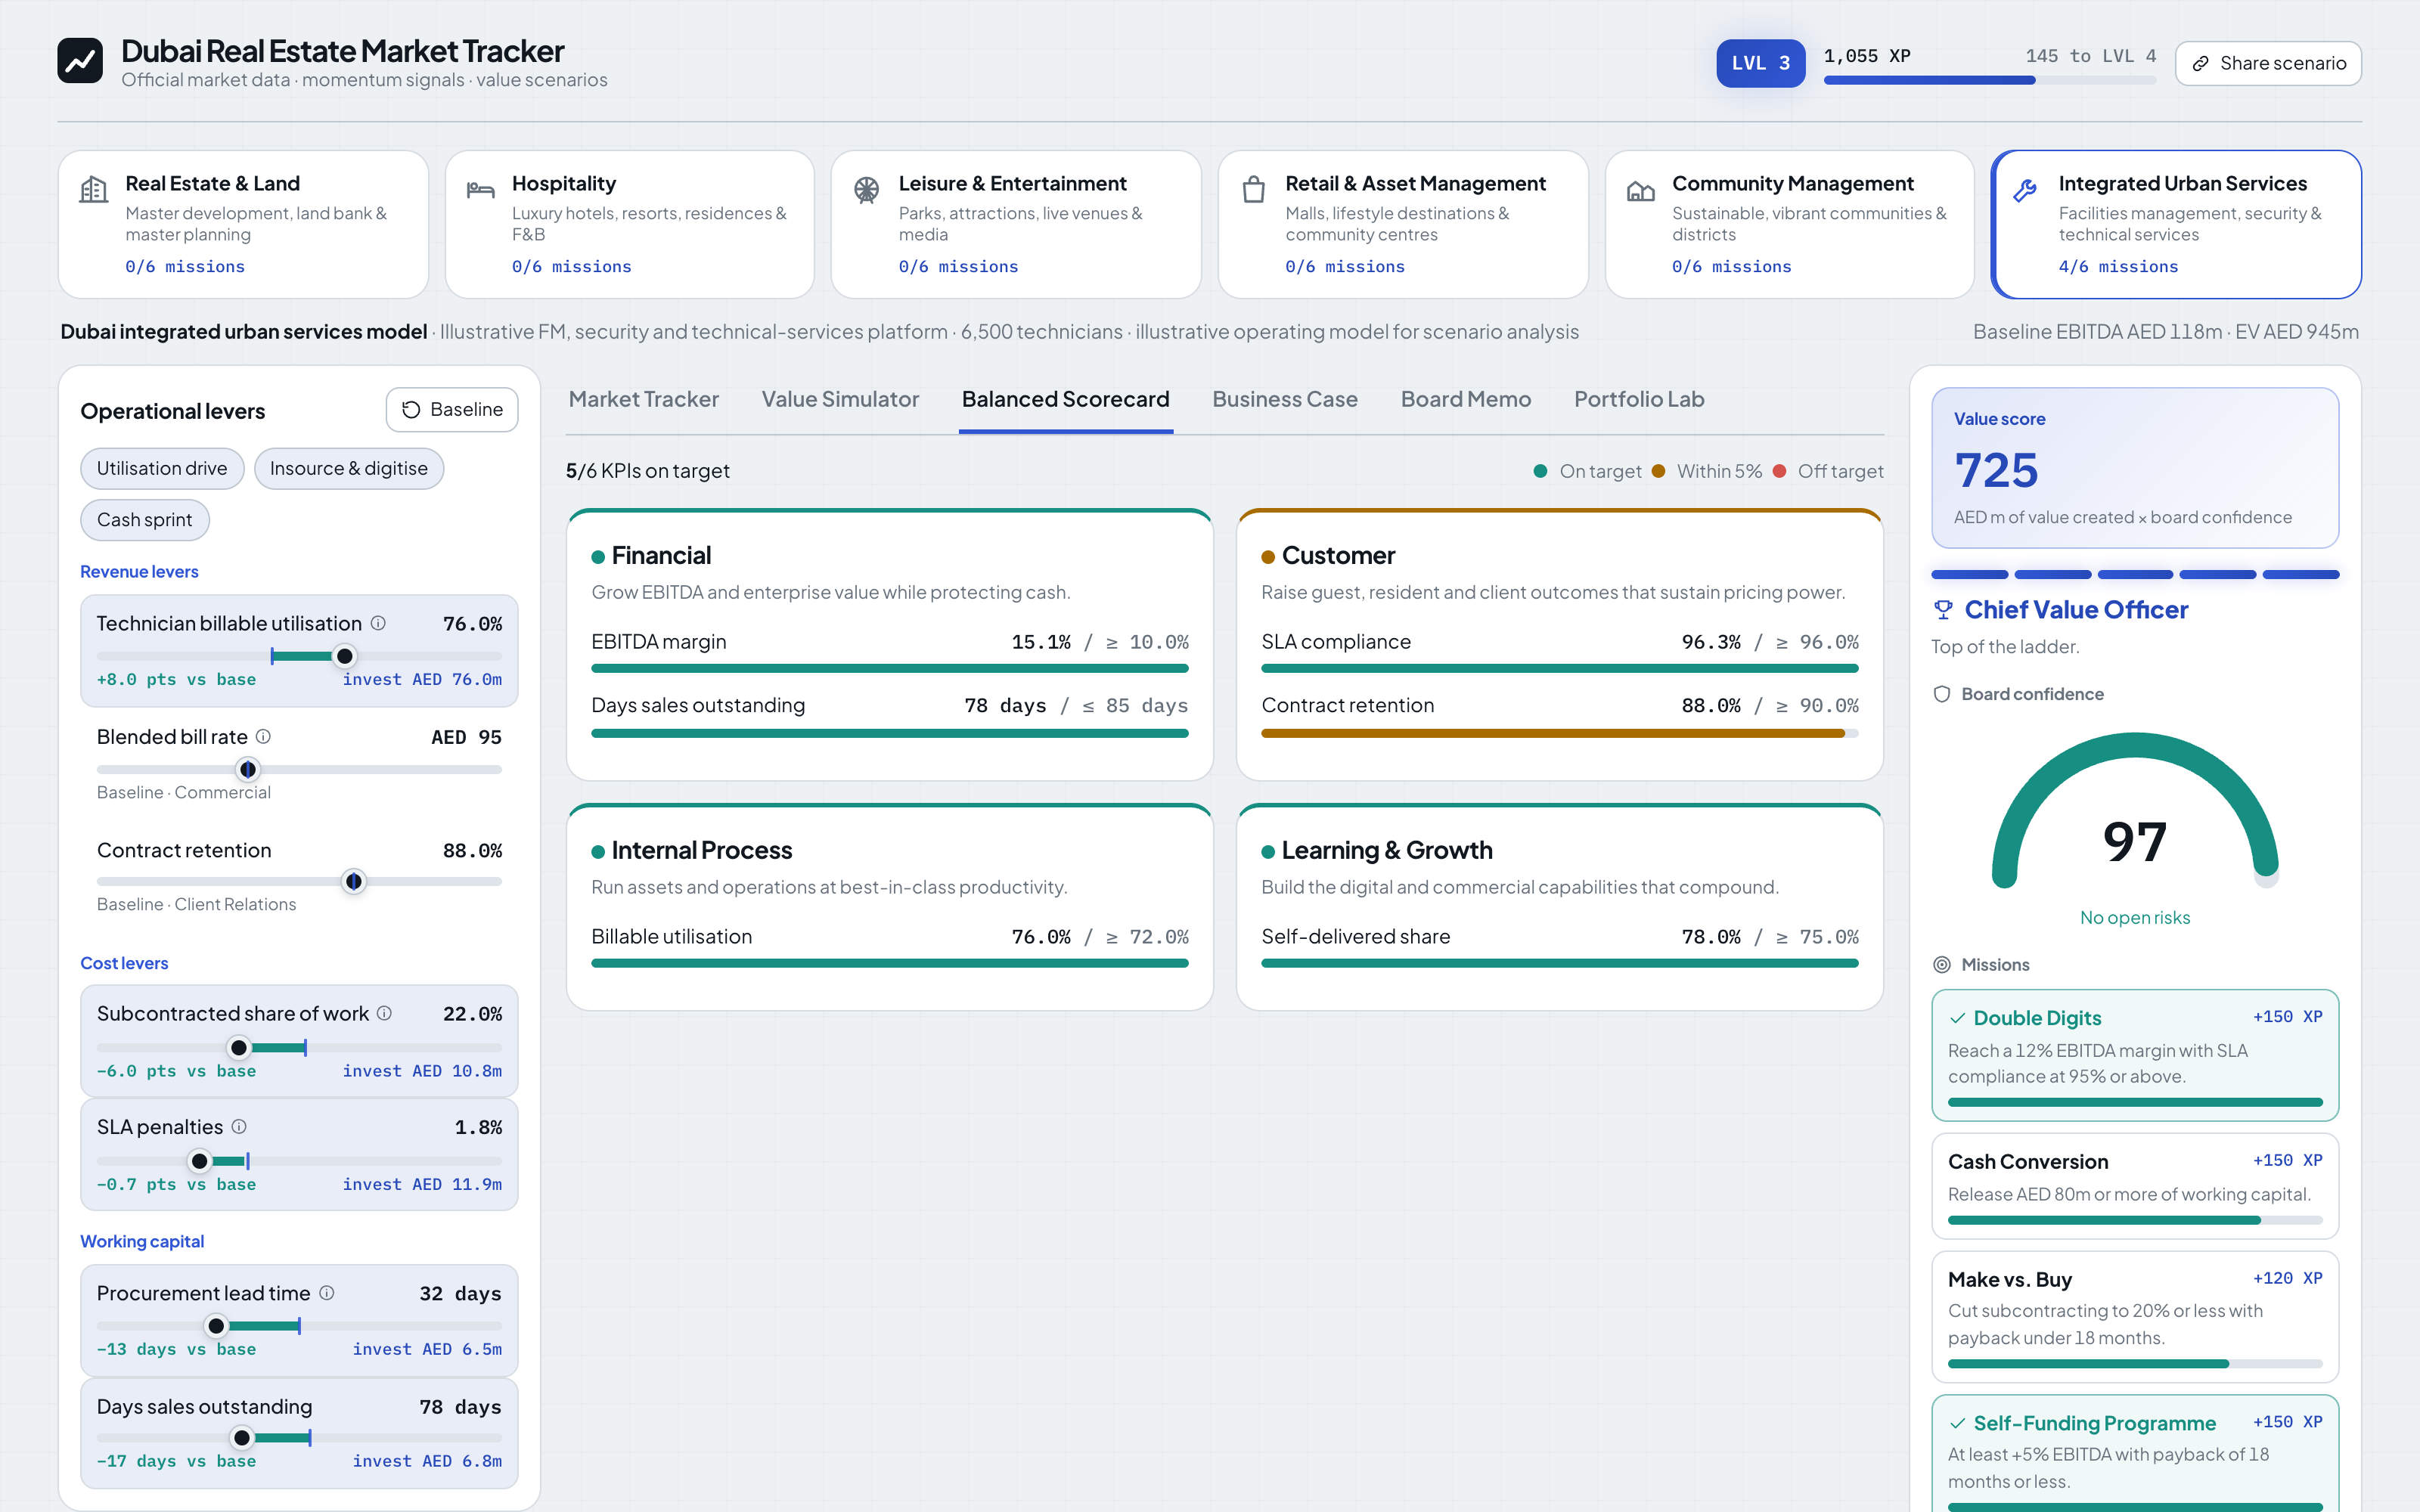 Dubai Real Estate Market Tracker
Official market data · momentum signals · value scenarios
LVL 3
1,055 XP
145 to LVL 4
Share scenario
Real Estate & Land
Master development, land bank &
master planning
0/6 missions
Hospitality
Luxury hotels, resorts, residences &
F&B
0/6 missions
Leisure & Entertainment
Parks, attractions, live venues &
media
0/6 missions
Retail & Asset Management
Malls, lifestyle destinations &
community centres
0/6 missions
Community Management
Sustainable, vibrant communities &
districts
0/6 missions
Integrated Urban Services
Facilities management, security &
technical services
4/6 missions
Dubai integrated urban services model · Illustrative FM, security and technical-services platform · 6,500 technicians · illustrative operating model for scenario analysis
Baseline EBITDA AED 118m · EV AED 945m
Operational levers
Baseline
Utilisation drive
Insource & digitise
Cash sprint
Revenue levers
Technician billable utilisation
76.0%
+8.0 pts vs base
invest AED 76.0m
Blended bill rate
AED 95
Baseline · Commercial
Contract retention
88.0%
Baseline · Client Relations
Cost levers
Subcontracted share of work
22.0%
−6.0 pts vs base
invest AED 10.8m
SLA penalties
1.8%
−0.7 pts vs base
invest AED 11.9m
Working capital
Procurement lead time
32 days
−13 days vs base
invest AED 6.5m
Days sales outstanding
78 days
−17 days vs base
invest AED 6.8m
Market Tracker
Value Simulator
Balanced Scorecard
Business Case
Board Memo
Portfolio Lab
5/6 KPIs on target
On target
Within 5%
Off target
Financial
Grow EBITDA and enterprise value while protecting cash.
EBITDA margin
15.1% / ≥ 10.0%
Days sales outstanding
78 days / ≤ 85 days
Customer
Raise guest, resident and client outcomes that sustain pricing power.
SLA compliance
96.3% / ≥ 96.0%
Contract retention
88.0% / ≥ 90.0%
Internal Process
Run assets and operations at best-in-class productivity.
Billable utilisation
76.0% / ≥ 72.0%
Learning & Growth
Build the digital and commercial capabilities that compound.
Self-delivered share
78.0% / ≥ 75.0%
Value score
725
AED m of value created × board confidence
Chief Value Officer
Top of the ladder.
Board confidence
97
No open risks
Missions
Double Digits
+150 XP
Reach a 12% EBITDA margin with SLA
compliance at 95% or above.
Cash Conversion
+150 XP
Release AED 80m or more of working capital.
Make vs. Buy
+120 XP
Cut subcontracting to 20% or less with
payback under 18 months.
Self-Funding Programme
+150 XP
At least +5% EBITDA with payback of 18
months or less.